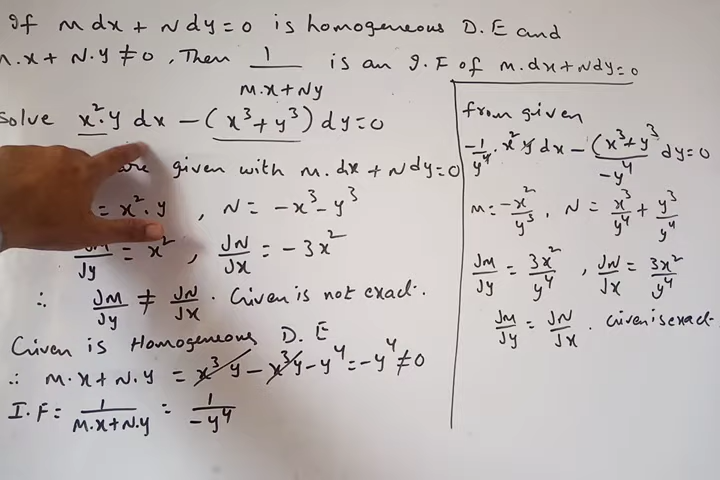 If M dx + N dy = 0 is homogeneous D.E and
M.x + N.y ≠ 0, Then 1/(M.x + Ny) is an I.F of M.dx + N dy = 0
Solve x².y dx − (x³ + y³) dy = 0
are given with M.dx + N dy = 0
= x².y , N = −x³ − y³
∂M/∂y = x² , ∂N/∂x = −3x²
∴ ∂M/∂y ≠ ∂N/∂x . Given is not exact.
Given is Homogeneous D.E
∴ M.x + N.y = x³y − x³y − y⁴ = −y⁴ ≠ 0
I.F = 1/(M.x + N.y) = 1/(−y⁴)
from given
−1/y⁴ . x² y dx − (x³ + y³)/(−y⁴) dy = 0
M = −x²/y³ , N = x³/y⁴ + y³/y⁴
∂M/∂y = 3x²/y⁴ , ∂N/∂x = 3x²/y⁴
∂M/∂y = ∂N/∂x . Given is exact.